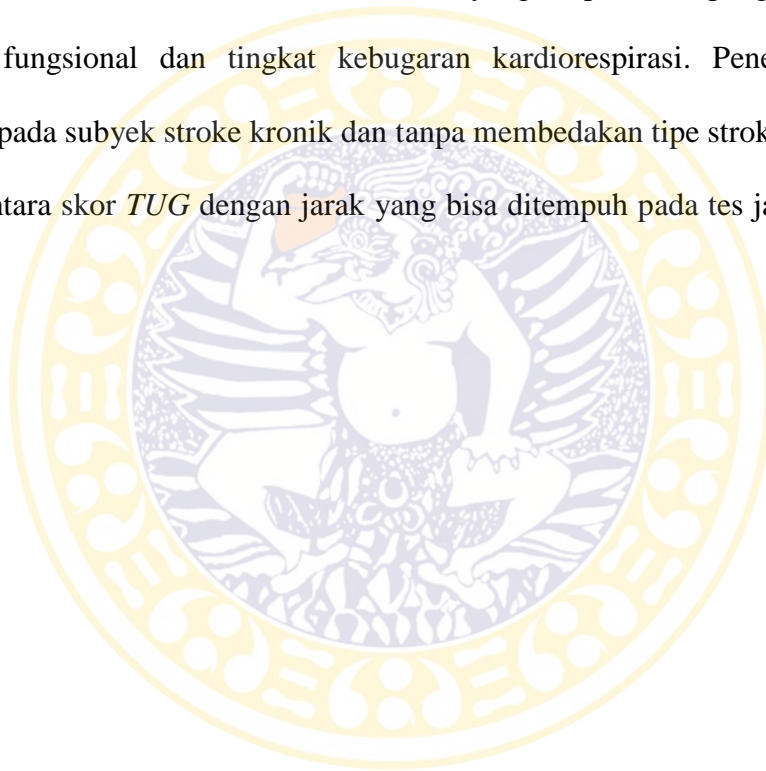 fungsional dan tingkat kebugaran kardiorespirasi. Pene
pada subyek stroke kronik dan tanpa membedakan tipe strok
ntara skor TUG dengan jarak yang bisa ditempuh pada tes ja